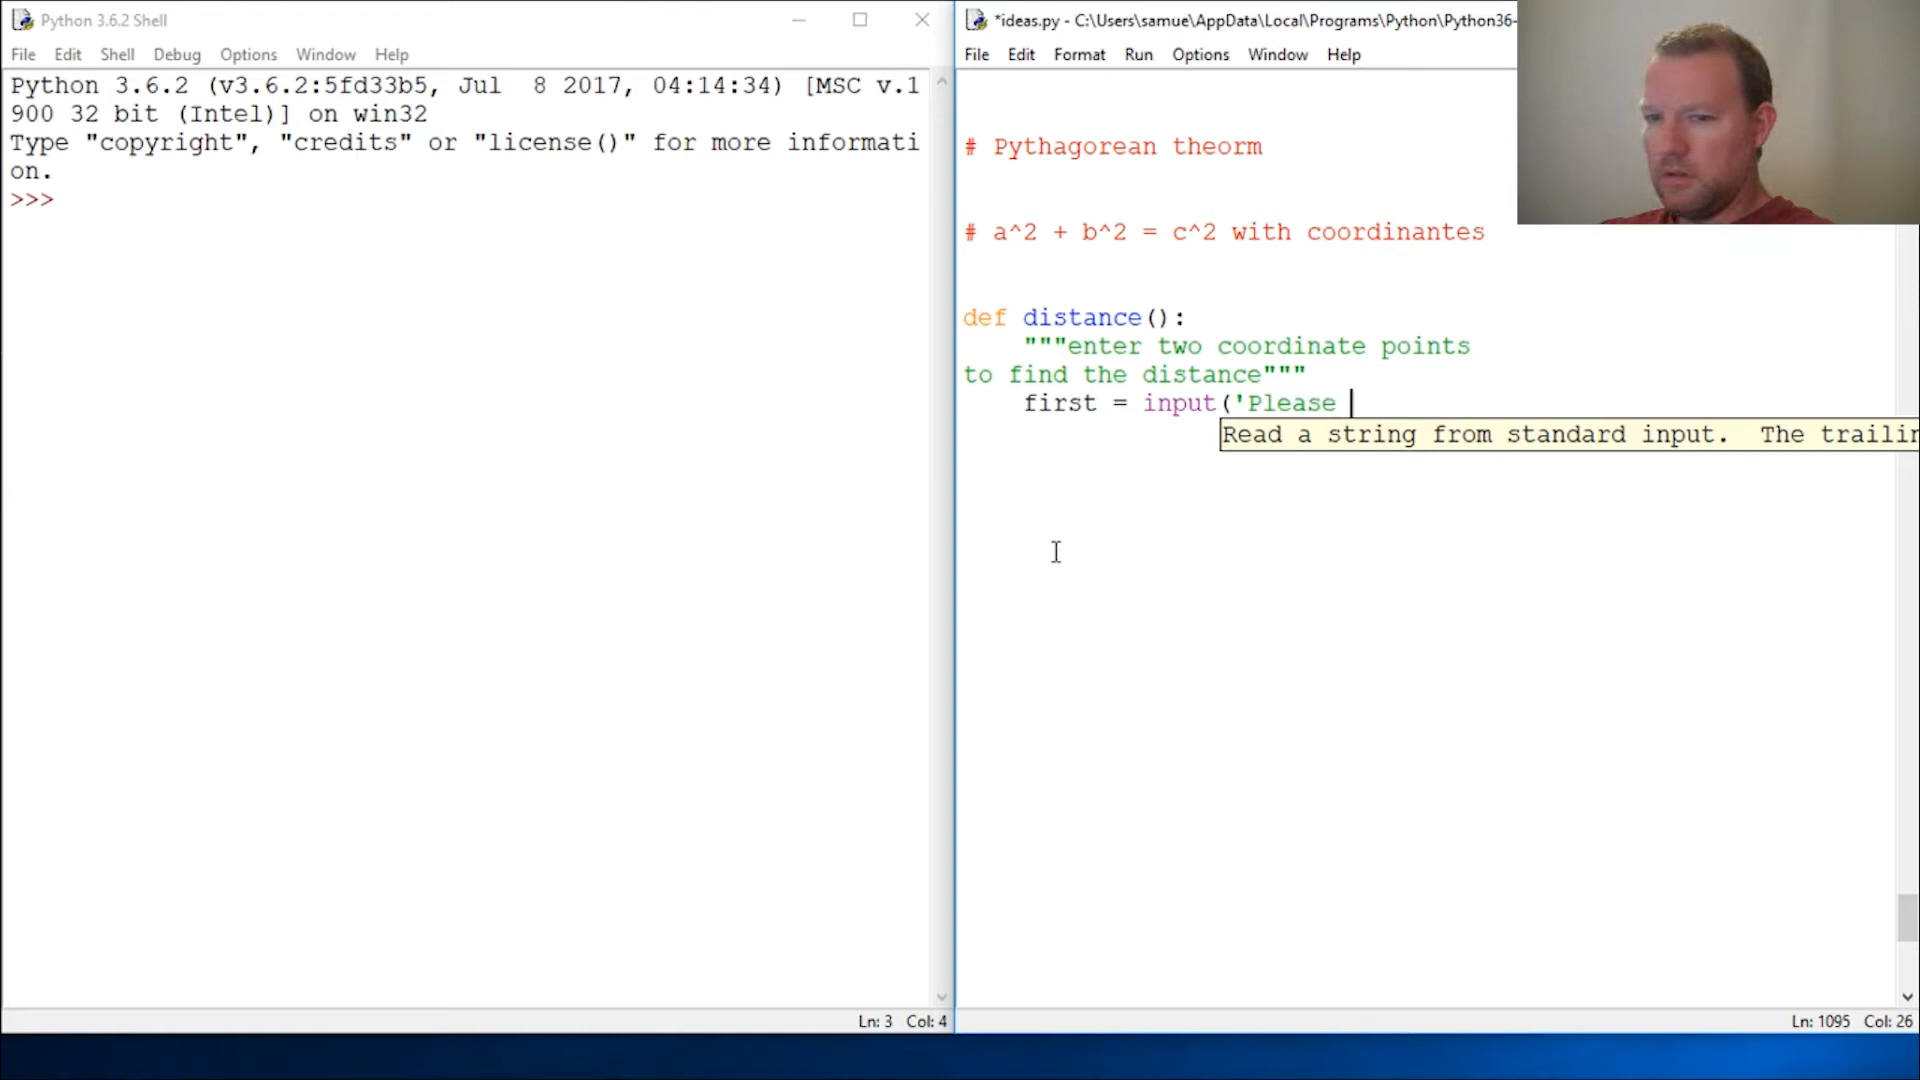 Python 3.6.2 Shell
File Edit Shell Debug Options Window Help
Python 3.6.2 (v3.6.2:5fd33b5, Jul  8 2017, 04:14:34) [MSC v.1
900 32 bit (Intel)] on win32
Type "copyright", "credits" or "license()" for more informati
on.
>>>
Ln: 3 Col: 4
*ideas.py - C:\Users\samue\AppData\Local\Programs\Python\Python36-
File Edit Format Run Options Window Help
# Pythagorean theorm
# a^2 + b^2 = c^2 with coordinantes
def distance():
"""enter two coordinate points
to find the distance"""
first = input('Please
Read a string from standard input.  The trailin
Ln: 1095 Col: 26